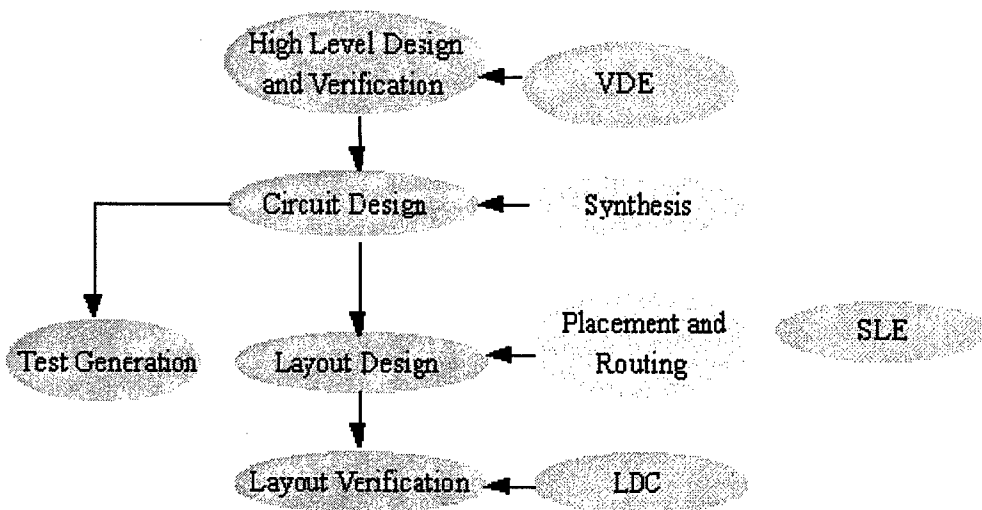 High Level Design
and Verification
VDE
Circuit Design
Synthesis
Test Generation
Layout Design
Placement and
Routing
SLE
Layout Verification
LDC